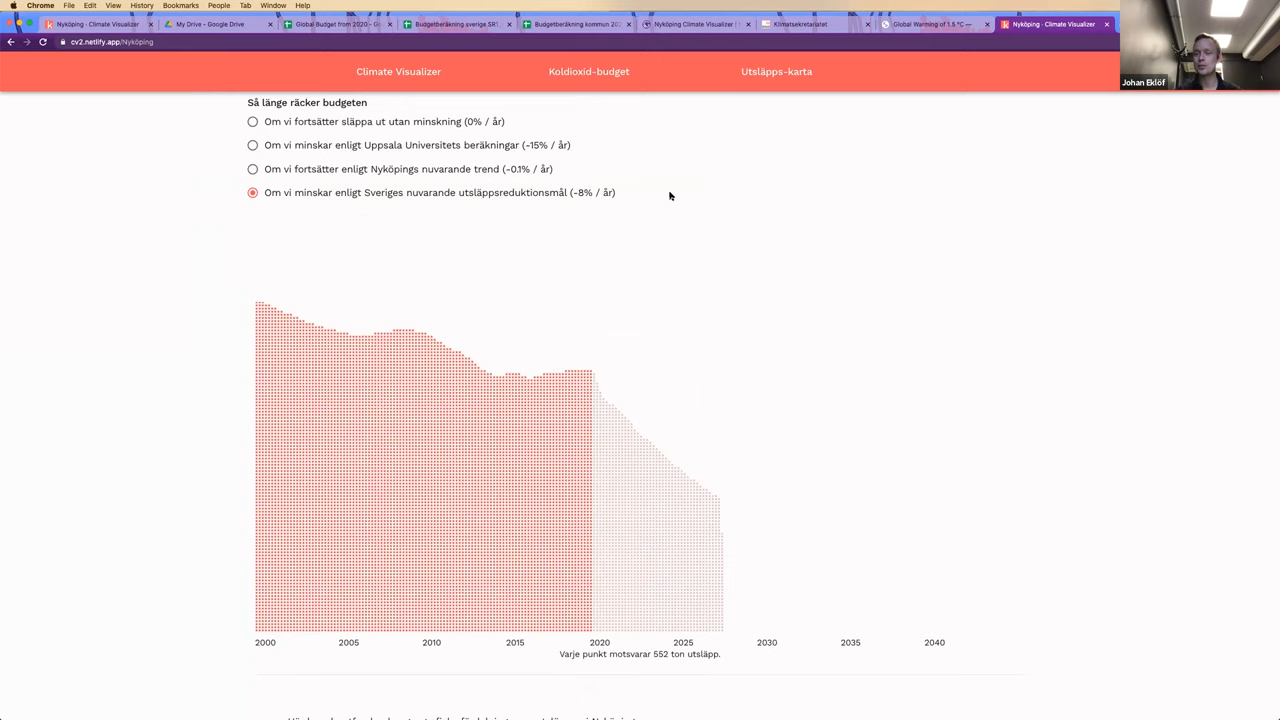 Chrome File Edit View History Bookmarks People Tab Window Help
Nyköping · Climate Visualizer
My Drive – Google Drive
Global Budget from 2020 - Go
Budgetberäkning sverige SR1
Budgetberäkning kommun 202
Nyköping Climate Visualizer |
Klimatsekretariatet
Global Warming of 1.5 ºC —
Nyköping · Climate Visualizer
cv2.netlify.app/Nyköping
Johan Eklöf
Climate Visualizer Koldioxid-budget Utsläpps-karta
Så länge räcker budgeten
Om vi fortsätter släppa ut utan minskning (0% / år)
Om vi minskar enligt Uppsala Universitets beräkningar (-15% / år)
Om vi fortsätter enligt Nyköpings nuvarande trend (-0.1% / år)
Om vi minskar enligt Sveriges nuvarande utsläppsreduktionsmål (-8% / år)
2000 2005 2010 2015 2020 2025 2030 2035 2040
Varje punkt motsvarar 552 ton utsläpp.